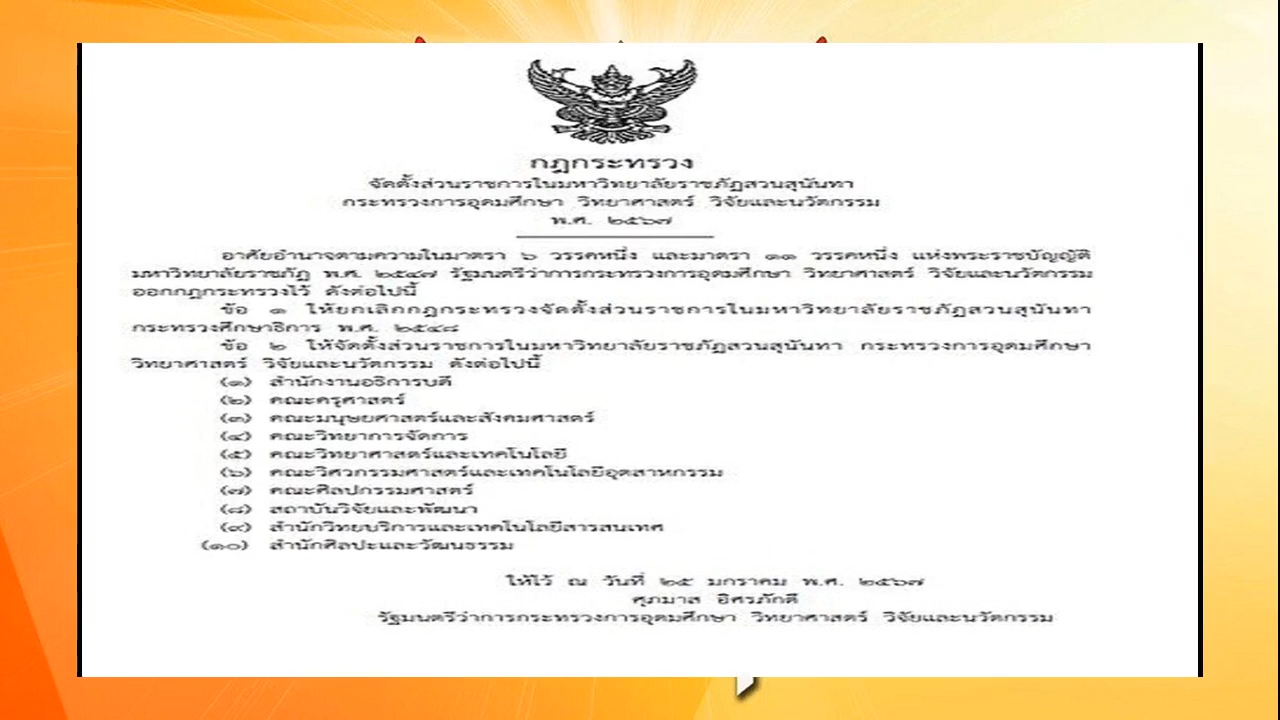 กฎกระทรวง
จัดตั้งส่วนราชการในมหาวิทยาลัยราชภัฏสวนสุนันทา
กระทรวงการอุดมศึกษา วิทยาศาสตร์ วิจัยและนวัตกรรม
พ.ศ. ๒๕๖๗
อาศัยอำนาจตามความในมาตรา ๖ วรรคหนึ่ง และมาตรา ๑๑ วรรคหนึ่ง แห่งพระราชบัญญัติ
มหาวิทยาลัยราชภัฏ พ.ศ. ๒๕๔๗ รัฐมนตรีว่าการกระทรวงการอุดมศึกษา วิทยาศาสตร์ วิจัยและนวัตกรรม
ออกกฎกระทรวงไว้ ดังต่อไปนี้
ข้อ ๑ ให้ยกเลิกกฎกระทรวงจัดตั้งส่วนราชการในมหาวิทยาลัยราชภัฏสวนสุนันทา
กระทรวงศึกษาธิการ พ.ศ. ๒๕๔๘
ข้อ ๒ ให้จัดตั้งส่วนราชการในมหาวิทยาลัยราชภัฏสวนสุนันทา กระทรวงการอุดมศึกษา
วิทยาศาสตร์ วิจัยและนวัตกรรม ดังต่อไปนี้
(๑) สำนักงานอธิการบดี
(๒) คณะครุศาสตร์
(๓) คณะมนุษยศาสตร์และสังคมศาสตร์
(๔) คณะวิทยาการจัดการ
(๕) คณะวิทยาศาสตร์และเทคโนโลยี
(๖) คณะวิศวกรรมศาสตร์และเทคโนโลยีอุตสาหกรรม
(๗) คณะศิลปกรรมศาสตร์
(๘) สถาบันวิจัยและพัฒนา
(๙) สำนักวิทยบริการและเทคโนโลยีสารสนเทศ
(๑๐) สำนักศิลปะและวัฒนธรรม
ให้ไว้ ณ วันที่ ๒๕ มกราคม พ.ศ. ๒๕๖๗
ศุภมาส อิศรภักดี
รัฐมนตรีว่าการกระทรวงการอุดมศึกษา วิทยาศาสตร์ วิจัยและนวัตกรรม